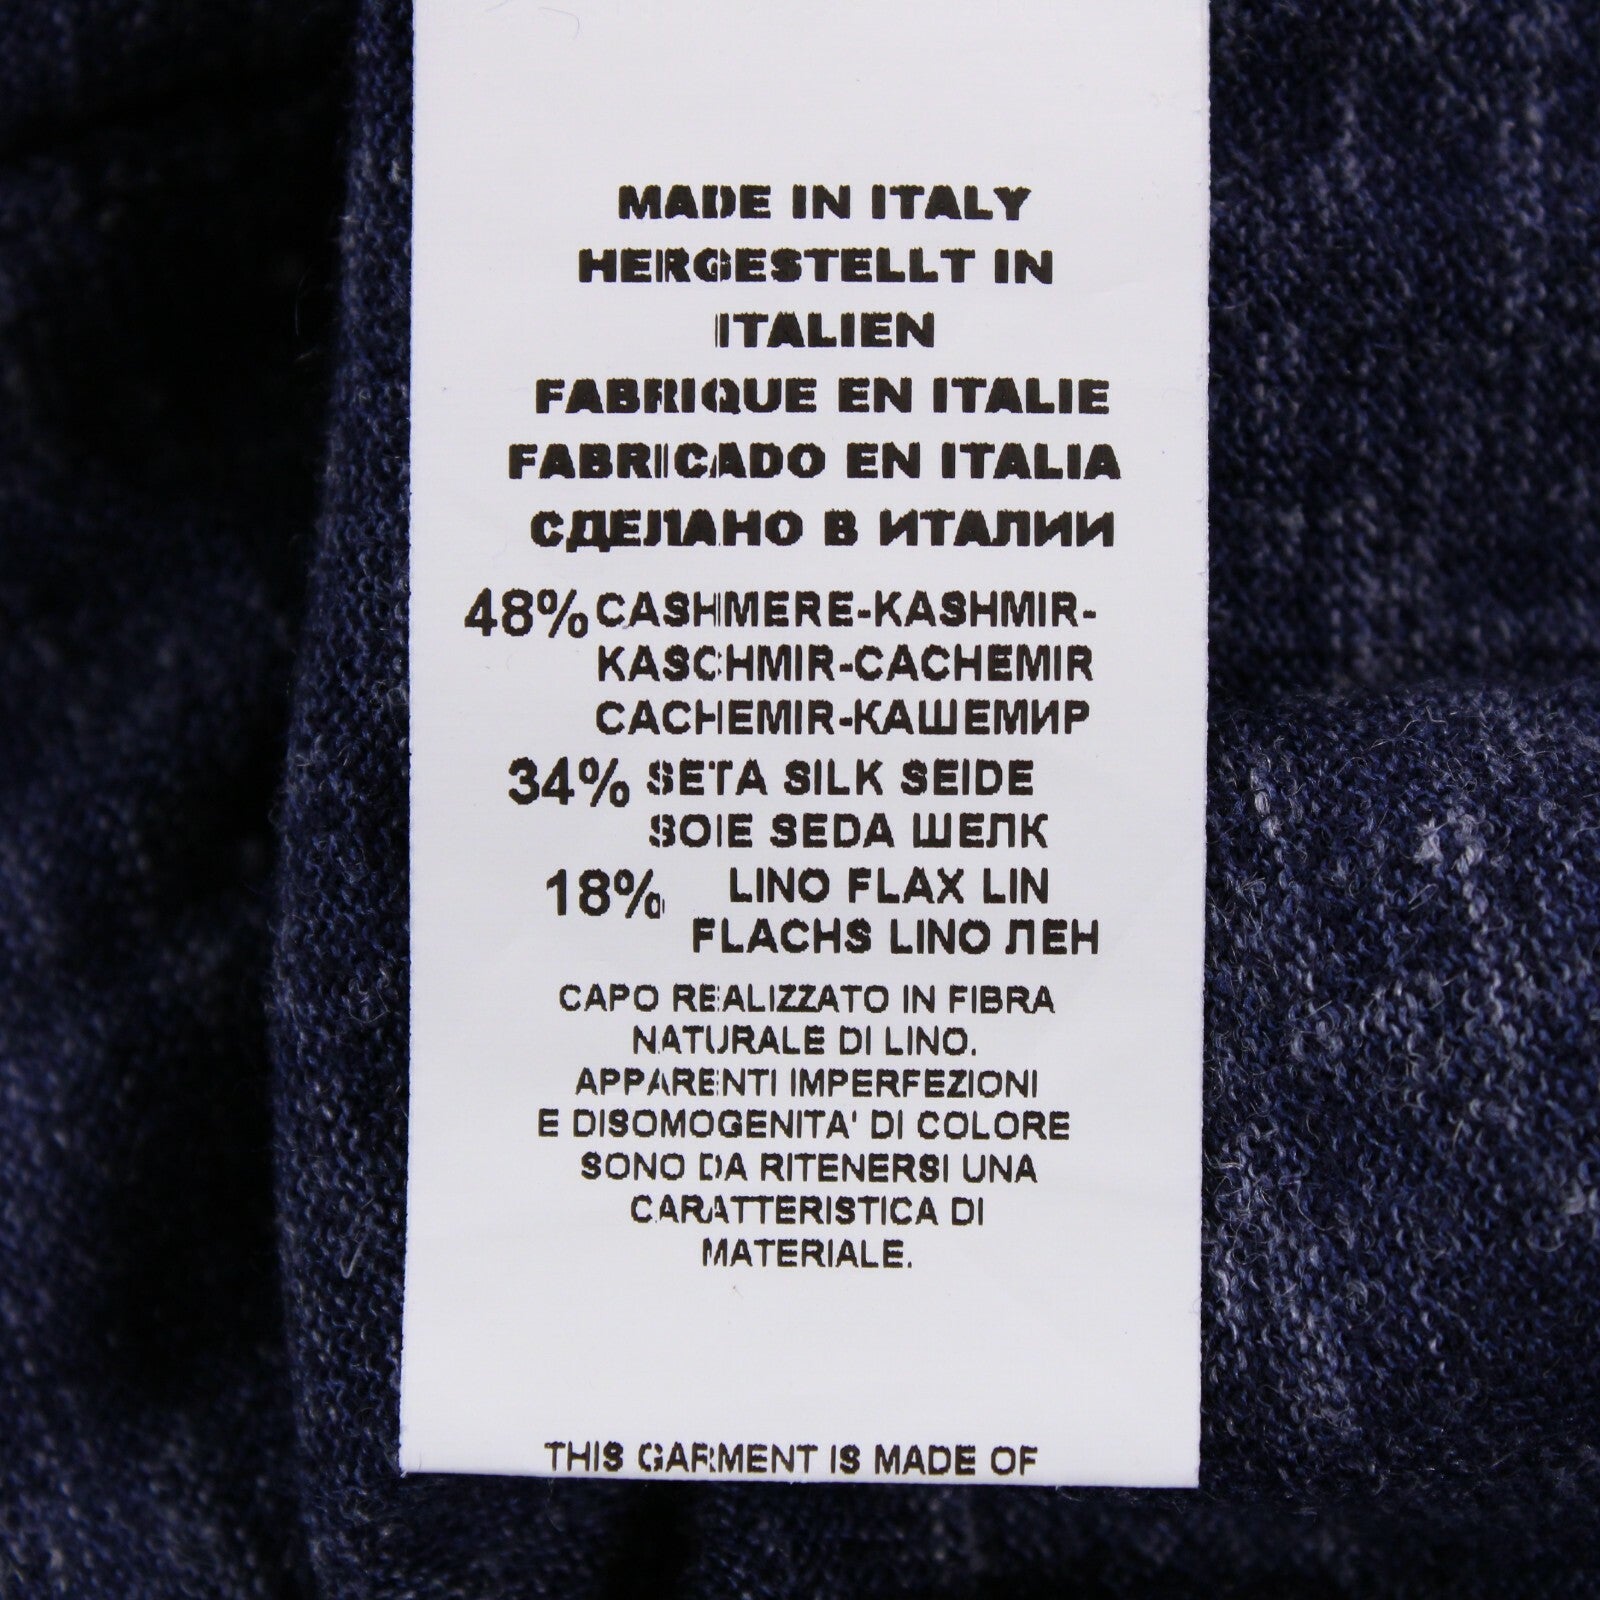 MADE IN ITALY
HERGESTELLT IN
ITALIEN
FABRIQUE EN ITALIE
FABRICADO EN ITALIA
СДЕЛАНО В ИТАЛИИ
48% CASHMERE-KASHMIR-
KASCHMIR-CACHEMIR
CACHEMIR-КАШЕМИР
34% SETA SILK SEIDE
SOIE SEDA ШЕЛК
18% LINO FLAX LIN
FLACHS LINO ЛЕН
CAPO REALIZZATO IN FIBRA
NATURALE DI LINO.
APPARENTI IMPERFEZIONI
E DISOMOGENITA' DI COLORE
SONO DA RITENERSI UNA
CARATTERISTICA DI
MATERIALE.
THIS GARMENT IS MADE OF